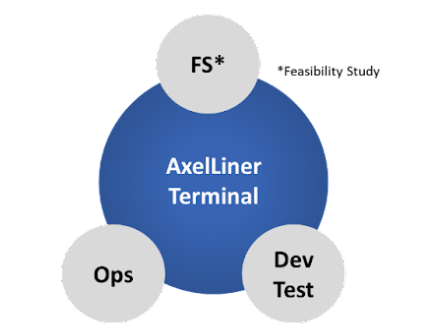 FS*
*Feasibility Study
AxelLiner
Terminal
Ops
Dev
Test